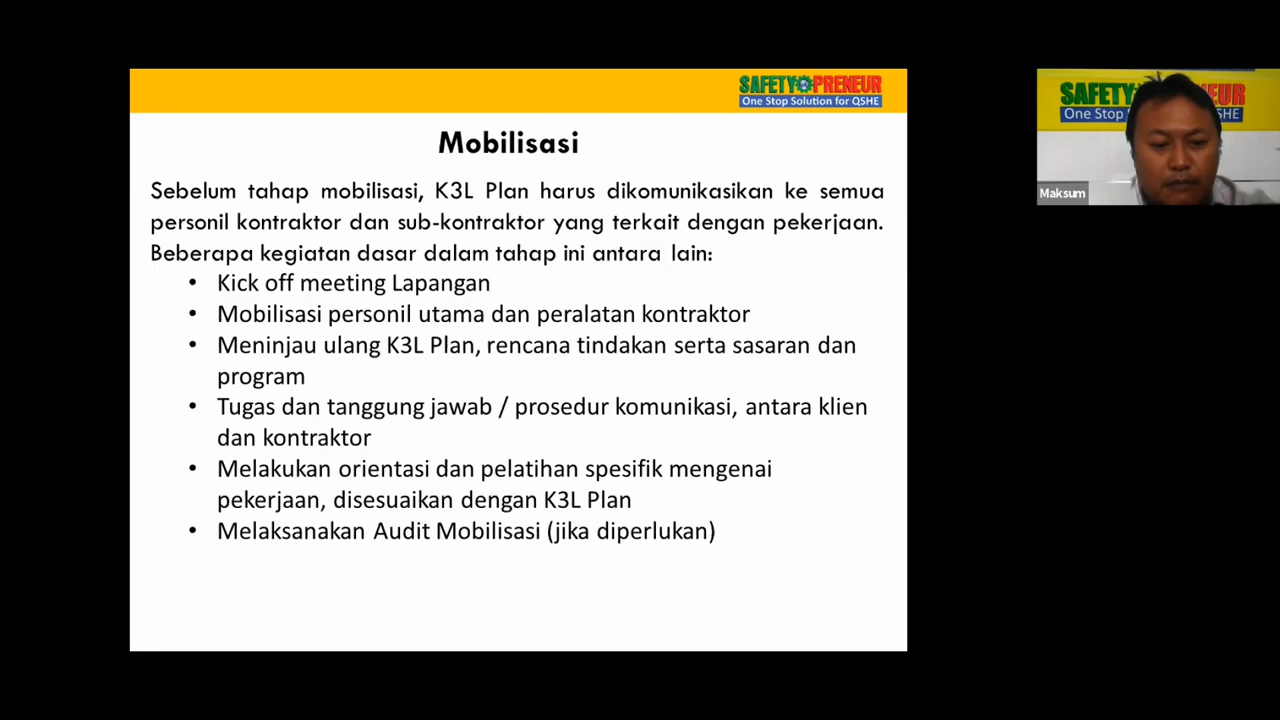 SAFETYPRENEUR
One Stop Solution for QSHE
Mobilisasi
Sebelum tahap mobilisasi, K3L Plan harus dikomunikasikan ke semua
personil kontraktor dan sub-kontraktor yang terkait dengan pekerjaan.
Beberapa kegiatan dasar dalam tahap ini antara lain:
• Kick off meeting Lapangan
• Mobilisasi personil utama dan peralatan kontraktor
• Meninjau ulang K3L Plan, rencana tindakan serta sasaran dan
program
• Tugas dan tanggung jawab / prosedur komunikasi, antara klien
dan kontraktor
• Melakukan orientasi dan pelatihan spesifik mengenai
pekerjaan, disesuaikan dengan K3L Plan
• Melaksanakan Audit Mobilisasi (jika diperlukan)
SAFETY EUR
One Stop SHE
Maksum